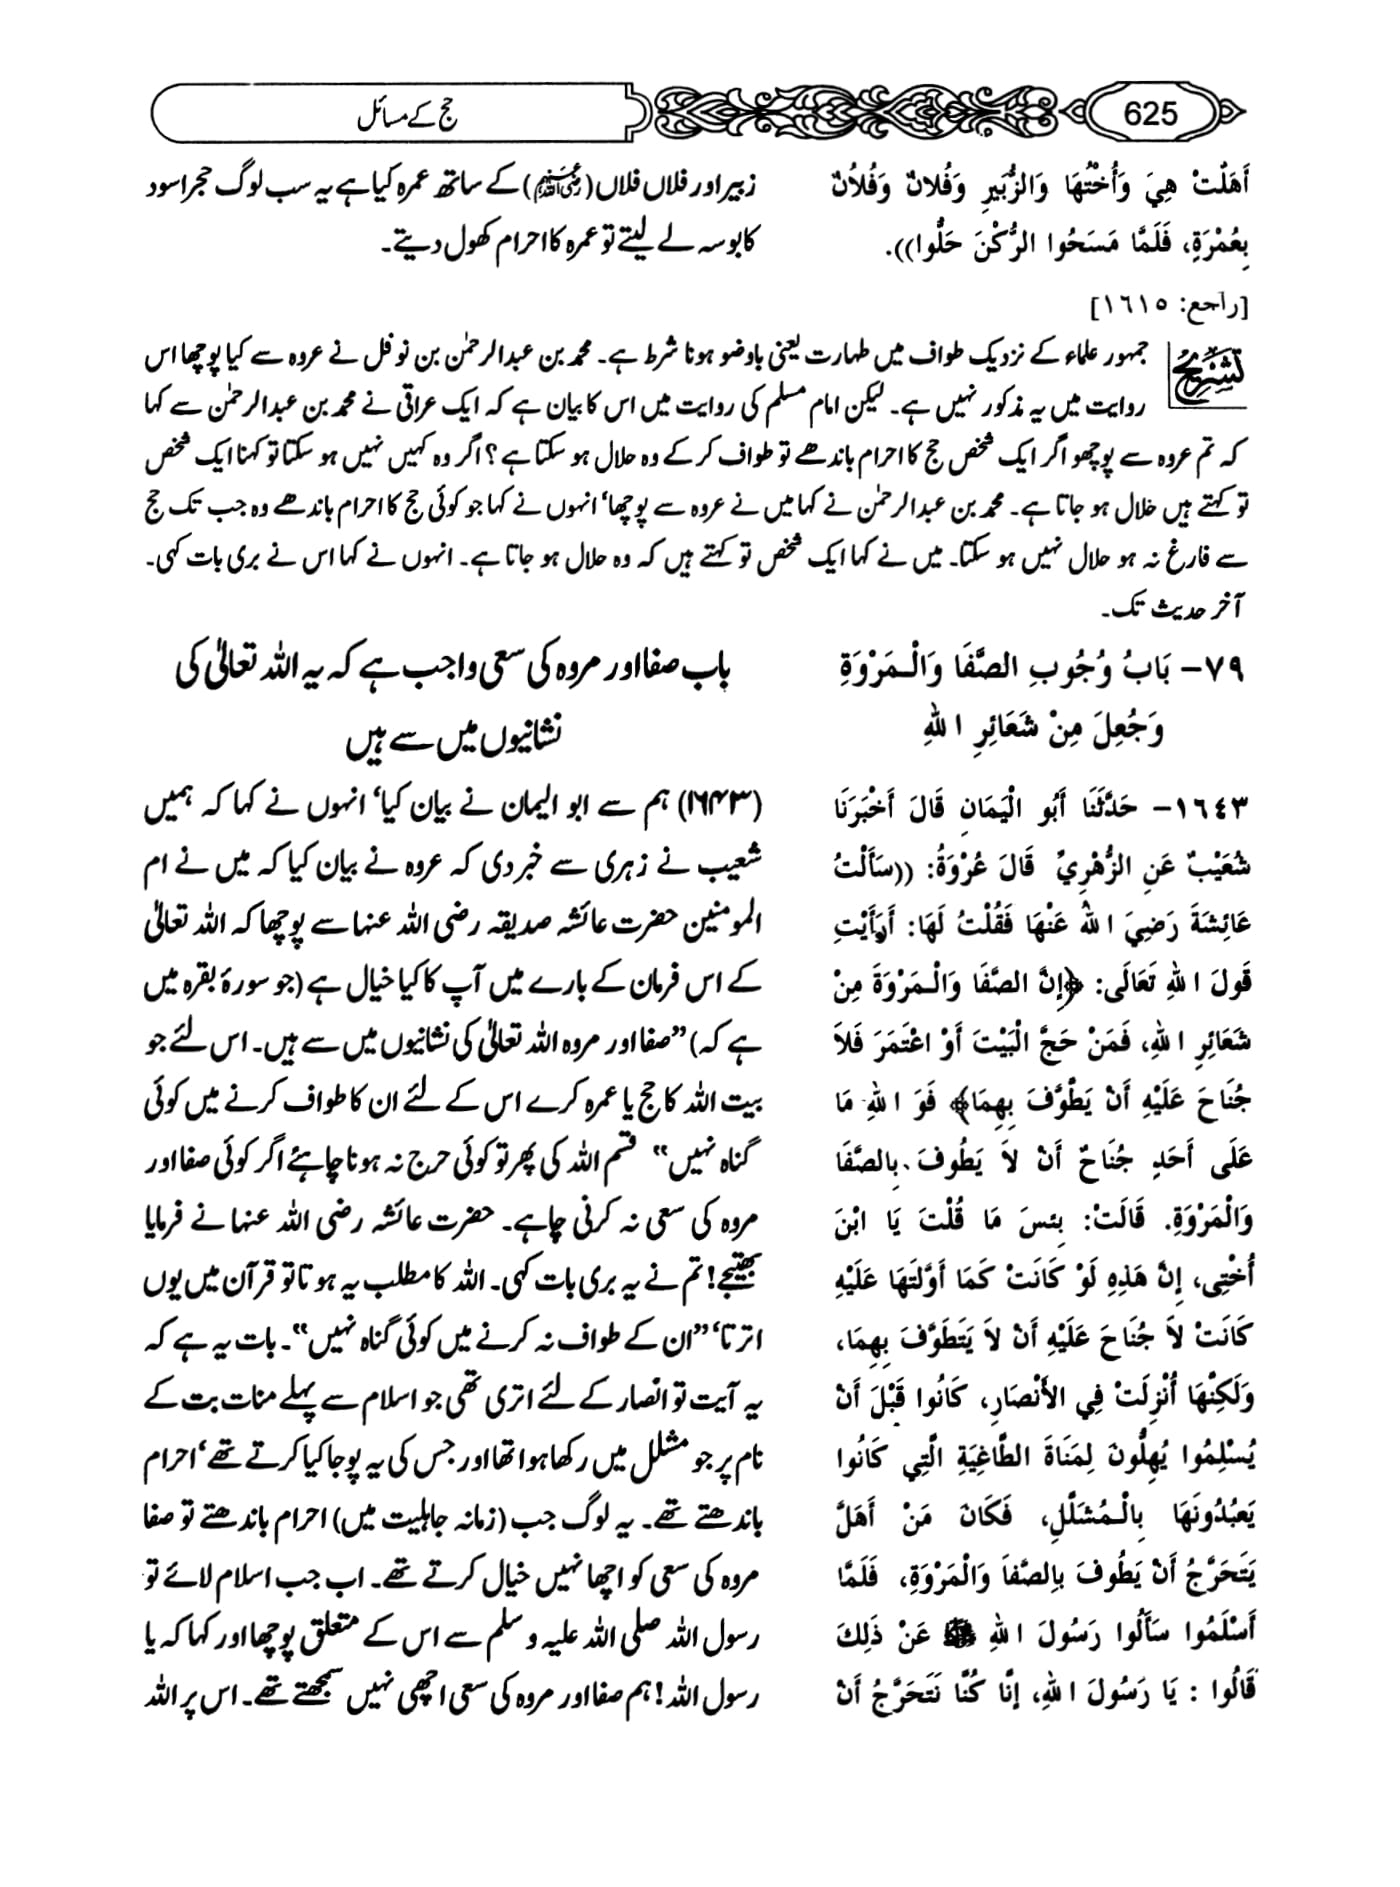 625
حج کے مسائل
أَهَلَّتْ هِيَ وَأُخْتُهَا وَالزُّبَيرِ وَفُلانٌ وَفُلاَنٌ
بِعُمْرَةٍ، فَلَمَّا مَسَحُوا الرُّكْنَ حَلُّوا)).
[راجع: ١٦١٥]
زبیر اور فلاں فلاں (رضی اللہ عنہم) کے ساتھ عمرہ کیا ہے یہ سب لوگ حجر اسود
کا بوسہ لے لیتے تو عمرہ کا احرام کھول دیتے۔
تشریح
جمہور علماء کے نزدیک طواف میں طہارت یعنی باوضو ہونا شرط ہے۔ محمد بن عبدالرحمٰن بن نوفل نے عروہ سے کیا پوچھا اس
روایت میں یہ مذکور نہیں ہے۔ لیکن امام مسلم کی روایت میں اس کا بیان ہے کہ ایک عراقی نے محمد بن عبدالرحمٰن سے کہا
کہ تم عروہ سے پوچھو اگر ایک شخص حج کا احرام باندھے تو طواف کر کے وہ حلال ہو سکتا ہے؟ اگر وہ کہیں نہیں ہو سکتا تو کہنا ایک شخص
تو کہتے ہیں حلال ہو جاتا ہے۔ محمد بن عبدالرحمٰن نے کہا میں نے عروہ سے پوچھا' انہوں نے کہا جو کوئی حج کا احرام باندھے وہ جب تک حج
سے فارغ نہ ہو حلال نہیں ہو سکتا۔ میں نے کہا ایک شخص تو کہتے ہیں کہ وہ حلال ہو جاتا ہے۔ انہوں نے کہا اس نے بری بات کہی۔
آخر حدیث تک۔
٧٩- بَابُ وُجُوبِ الصَّفَا وَالْـمَرْوَةِ
وَجُعِلَ مِنْ شَعَائِرِ اللهِ
باب صفا اور مروہ کی سعی واجب ہے کہ یہ اللہ تعالیٰ کی
نشانیوں میں سے ہیں
١٦٤٣- حَدَّثَنَا أَبُو الْيَمَانِ قَالَ أَخْبَرَنَا
شُعَيْبٌ عَنِ الزُّهْرِيِّ قَالَ عُرْوَةُ: ((سَأَلْتُ
عَائِشَةَ رَضِيَ اللهُ عَنْهَا فَقُلْتُ لَهَا: أَرَأَيْتِ
قَولَ اللهِ تَعَالَى: ﴿إِنَّ الصَّفَا وَالْـمَرْوَةَ مِنْ
شَعَائِرِ اللهِ، فَمَنْ حَجَّ الْبَيْتَ أَوْ اعْتَمَرَ فَلاَ
جُنَاحَ عَلَيْهِ أَنْ يَطَّوَّفَ بِهِمَا﴾ فَوَ اللهِ مَا
عَلَى أَحَدٍ جُنَاحٌ أَنْ لاَ يَطُوفَ بِالصَّفَا
وَالْمَرْوَةِ. قَالَتْ: بِئسَ مَا قُلْتَ يَا ابْنَ
أُخْتِي، إِنَّ هَذِهِ لَوْ كَانَتْ كَمَا أَوَّلتَهَا عَلَيْهِ
كَانَتْ لاَ جُنَاحَ عَلَيْهِ أَنْ لاَ يَتَطَوَّفَ بِهِمَا،
وَلَكِنَّهَا أُنْزِلَتْ فِي الأَنْصَارِ، كَانُوا قَبْلَ أَنْ
يُسْلِمُوا يُهِلُّونَ لِمَنَاةَ الطَّاغِيَةِ الَّتِي كَانُوا
يَعْبُدُونَهَا بِالْـمُشَلَّلِ، فَكَانَ مَنْ أَهَلَّ
يَتَحَرَّجُ أَنْ يَطُوفَ بِالصَّفَا وَالْمَرْوَةِ، فَلَمَّا
أَسْلَمُوا سَأَلُوا رَسُولَ اللهِ ﷺ عَنْ ذَلِكَ
قَالُوا : يَا رَسُولَ اللهِ، إِنَّا كُنَّا نَتَحَرَّجُ أَنْ
(۱۶۴۳) ہم سے ابو الیمان نے بیان کیا' انہوں نے کہا کہ ہمیں
شعیب نے زہری سے خبر دی کہ عروہ نے بیان کیا کہ میں نے ام
المومنین حضرت عائشہ صدیقہ رضی اللہ عنہا سے پوچھا کہ اللہ تعالیٰ
کے اس فرمان کے بارے میں آپ کا کیا خیال ہے (جو سورۂ بقرہ میں
ہے کہ) ”صفا اور مروہ اللہ تعالیٰ کی نشانیوں میں سے ہیں۔ اس لئے جو
بیت اللہ کا حج یا عمرہ کرے اس کے لئے ان کا طواف کرنے میں کوئی
گناہ نہیں“ قسم اللہ کی پھر تو کوئی حرج نہ ہونا چاہئے اگر کوئی صفا اور
مروہ کی سعی نہ کرنی چاہے۔ حضرت عائشہ رضی اللہ عنہا نے فرمایا
بھتیجے! تم نے یہ بری بات کہی۔ اللہ کا مطلب یہ ہوتا تو قرآن میں یوں
اترتا' ”ان کے طواف نہ کرنے میں کوئی گناہ نہیں“۔ بات یہ ہے کہ
یہ آیت تو انصار کے لئے اتری تھی جو اسلام سے پہلے منات بت کے
نام پر جو مشلل میں رکھا ہوا تھا اور جس کی یہ پوجا کیا کرتے تھے' احرام
باندھتے تھے۔ یہ لوگ جب (زمانہ جاہلیت میں) احرام باندھتے تو صفا
مروہ کی سعی کو اچھا نہیں خیال کرتے تھے۔ اب جب اسلام لائے تو
رسول اللہ صلی اللہ علیہ وسلم سے اس کے متعلق پوچھا اور کہا کہ یا
رسول اللہ! ہم صفا اور مروہ کی سعی اچھی نہیں سمجھتے تھے۔ اس پر اللہ